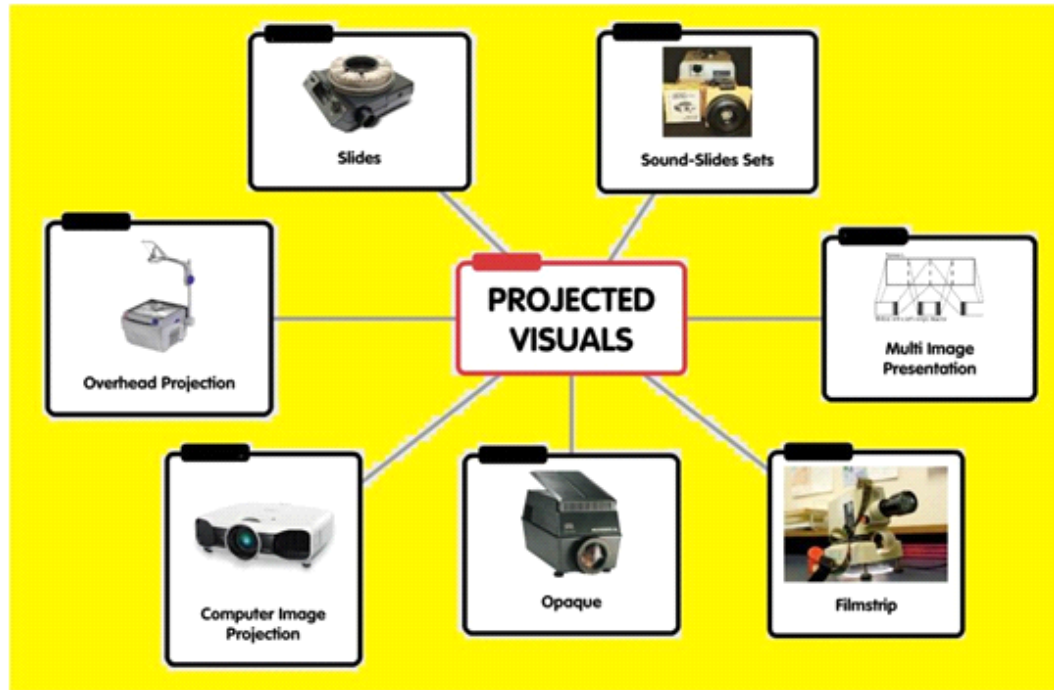 Slides
Sound-Slides Sets
Overhead Projection
PROJECTED
VISUALS
Multi Image
Presentation
Computer Image
Projection
Opaque
Filmstrip